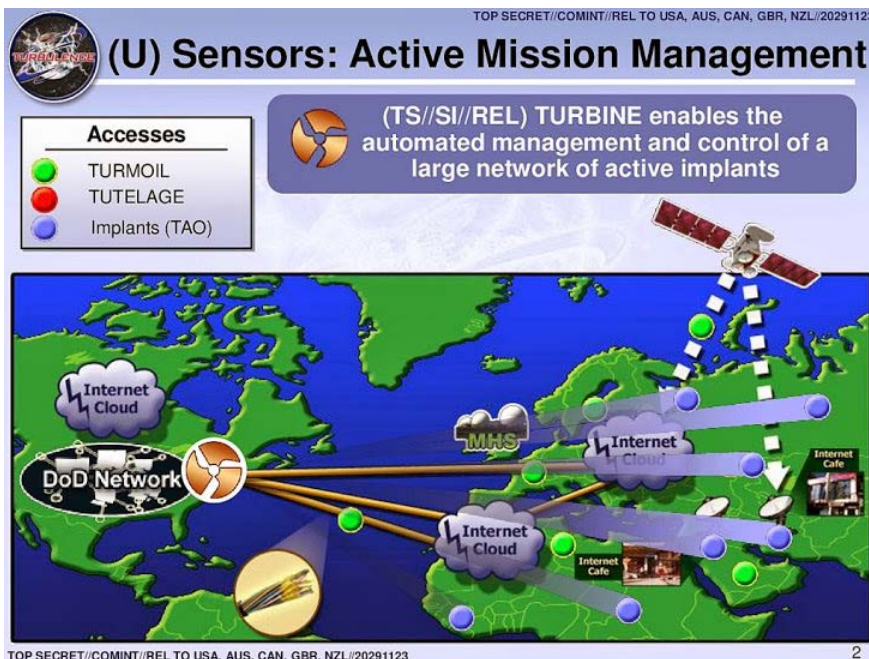 TOP SECRET//COMINT//REL TO USA, AUS, CAN, GBR, NZL//20291123
TURBULENCE
(U) Sensors: Active Mission Management
Accesses
TURMOIL
TUTELAGE
Implants (TAO)
(TS//SI//REL) TURBINE enables the
automated management and control of a
large network of active implants
Internet
Cloud
DoD Network
MHS
Internet
Cloud
Internet
Cafe
Internet
Cloud
Internet
Cafe
TOP SECRET//COMINT//REL TO USA, AUS, CAN, GBR, NZL//20291123
2